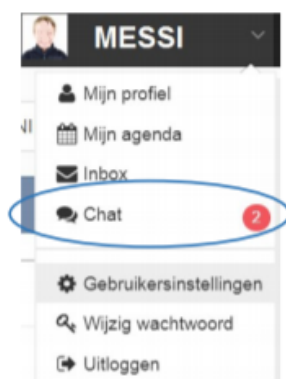 MESSI
Mijn profiel
Mijn agenda
Inbox
Chat 2
Gebruikersinstellingen
Wijzig wachtwoord
Uitloggen